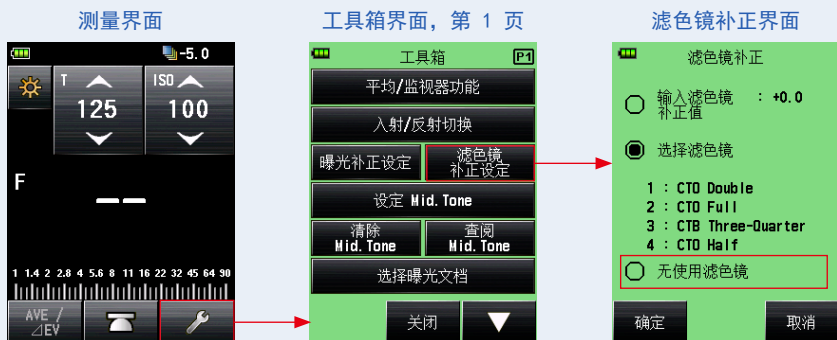 测量界面
工具箱界面，第 1 页
滤色镜补正界面
-5.0
T
125
ISO
100
F
--
1 1.4 2 2.8 4 5.6 8 11 16 22 32 45 64 90
AVE /
⊿EV
工具箱
P1
平均/监视器功能
入射/反射切换
曝光补正设定
滤色镜
补正设定
设定 Mid. Tone
清除
Mid. Tone
查阅
Mid. Tone
选择曝光文档
关闭
滤色镜补正
输入滤色镜 : +0.0
补正值
选择滤色镜
1 : CTO Double
2 : CTO Full
3 : CTB Three-Quarter
4 : CTO Half
无使用滤色镜
确定
取消